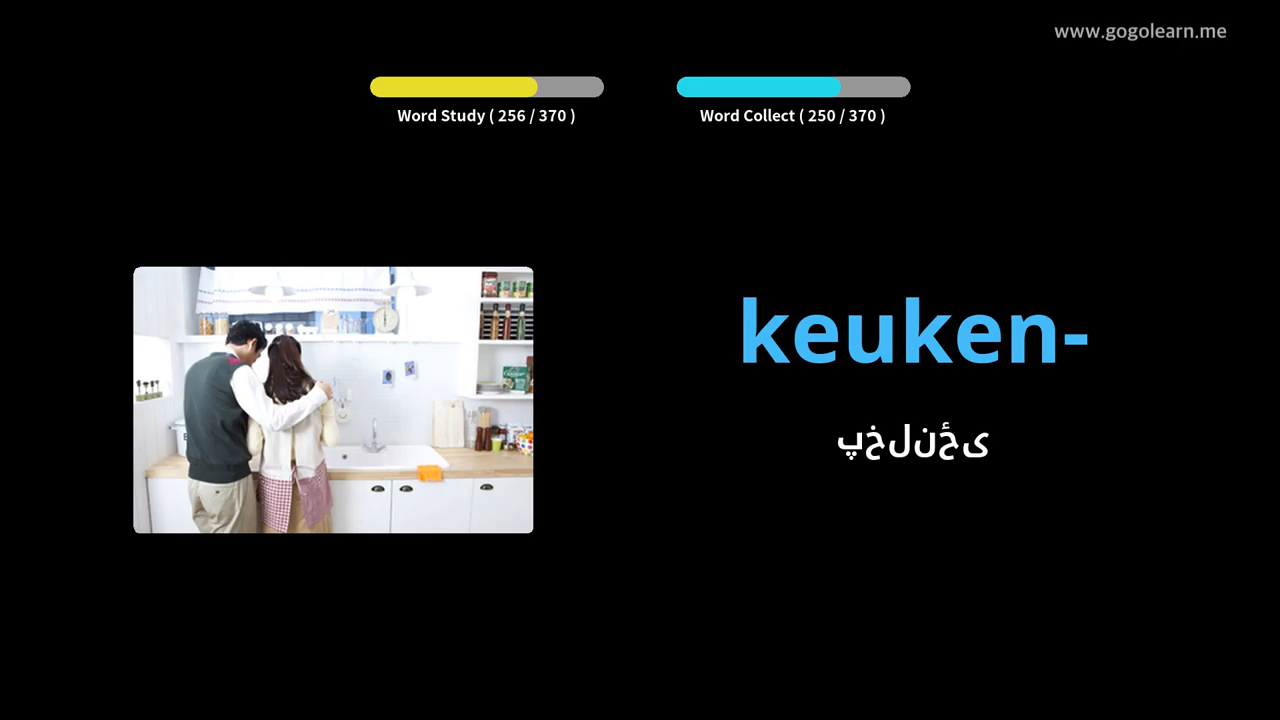 www.gogolearn.me
Word Study ( 256 / 370 )
Word Collect ( 250 / 370 )
keuken-
پخلنځی